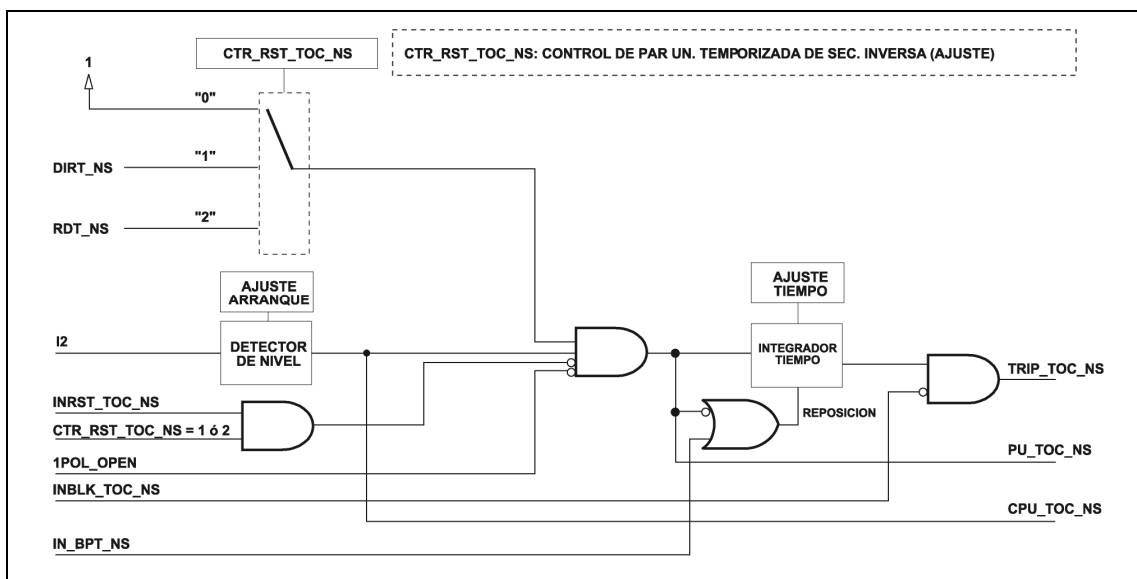 CTR_RST_TOC_NS
CTR_RST_TOC_NS: CONTROL DE PAR UN. TEMPORIZADA DE SEC. INVERSA (AJUSTE)
1
"0"
DIRT_NS
"1"
RDT_NS
"2"
AJUSTE
ARRANQUE
AJUSTE
TIEMPO
I2
DETECTOR
DE NIVEL
INTEGRADOR
TIEMPO
TRIP_TOC_NS
INRST_TOC_NS
REPOSICION
CTR_RST_TOC_NS = 1 ó 2
PU_TOC_NS
1POL_OPEN
INBLK_TOC_NS
CPU_TOC_NS
IN_BPT_NS